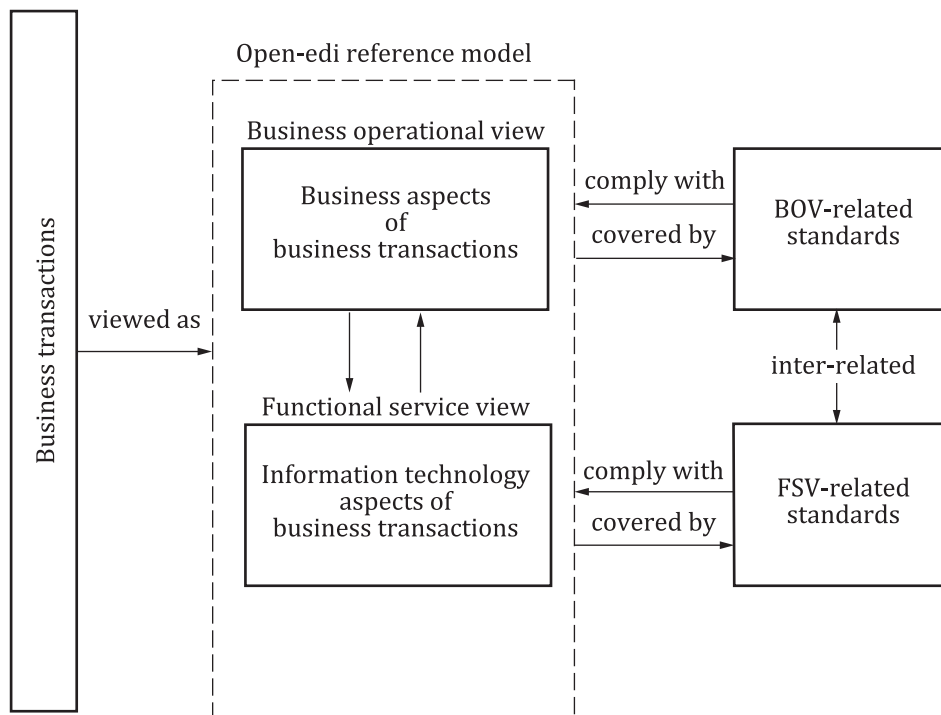 Open-edi reference model
Business operational view
Business aspects
of
business transactions
comply with
covered by
BOV-related
standards
Business transactions
viewed as
inter-related
Functional service view
Information technology
aspects of
business transactions
comply with
covered by
FSV-related
standards